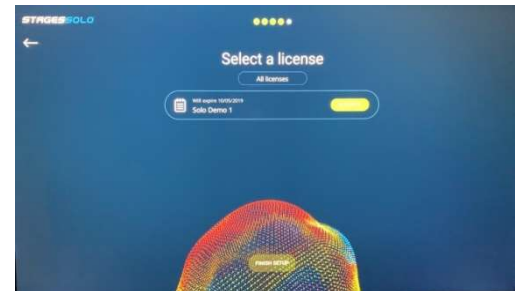 STAGESSOLO
Select a license
All licenses
Will expire 10/05/2019
Solo Demo 1
FINISH SETUP